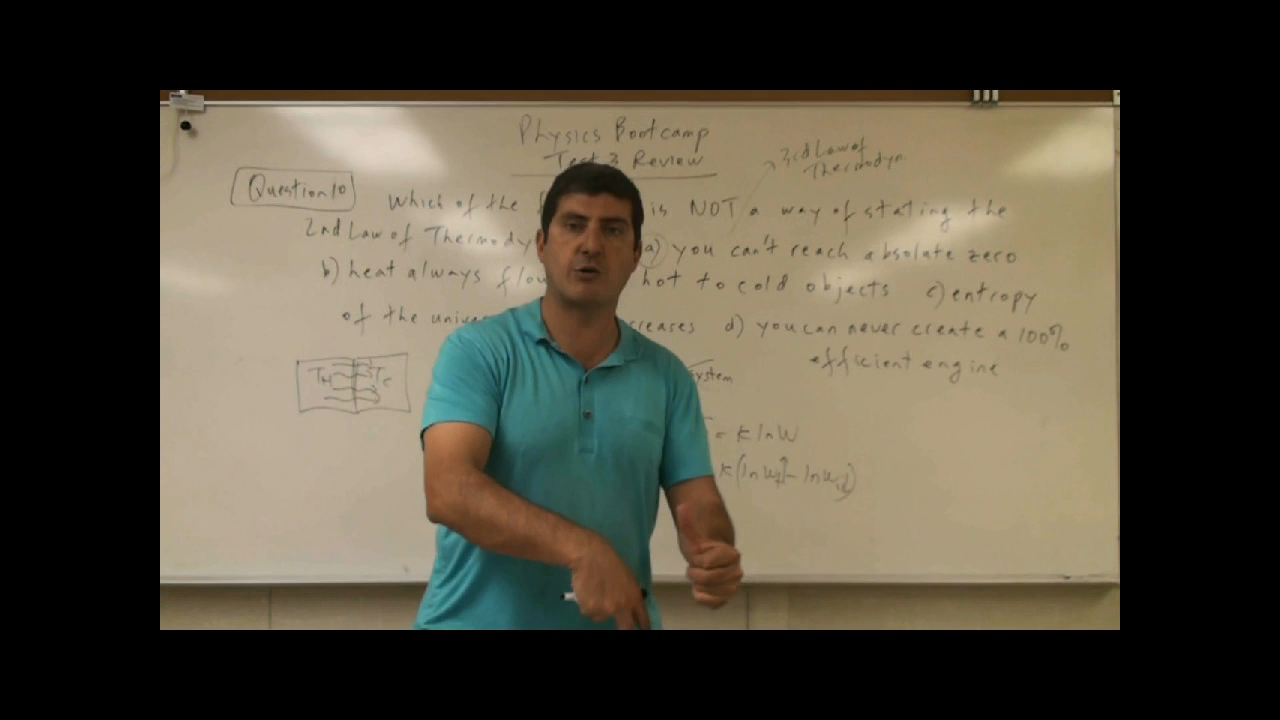 Physics Bootcamp
Test 3 Review
3rd Law of
Thermodyn.
Question 10
Which of the is NOT a way of stating the
2nd Law of Thermody a) you can't reach absolute zero
b) heat always flow hot to cold objects c) entropy
of the univer creases d) you can never create a 100%
efficient engine
TH TC
system
= k ln W
k(ln Wf - ln Wi)